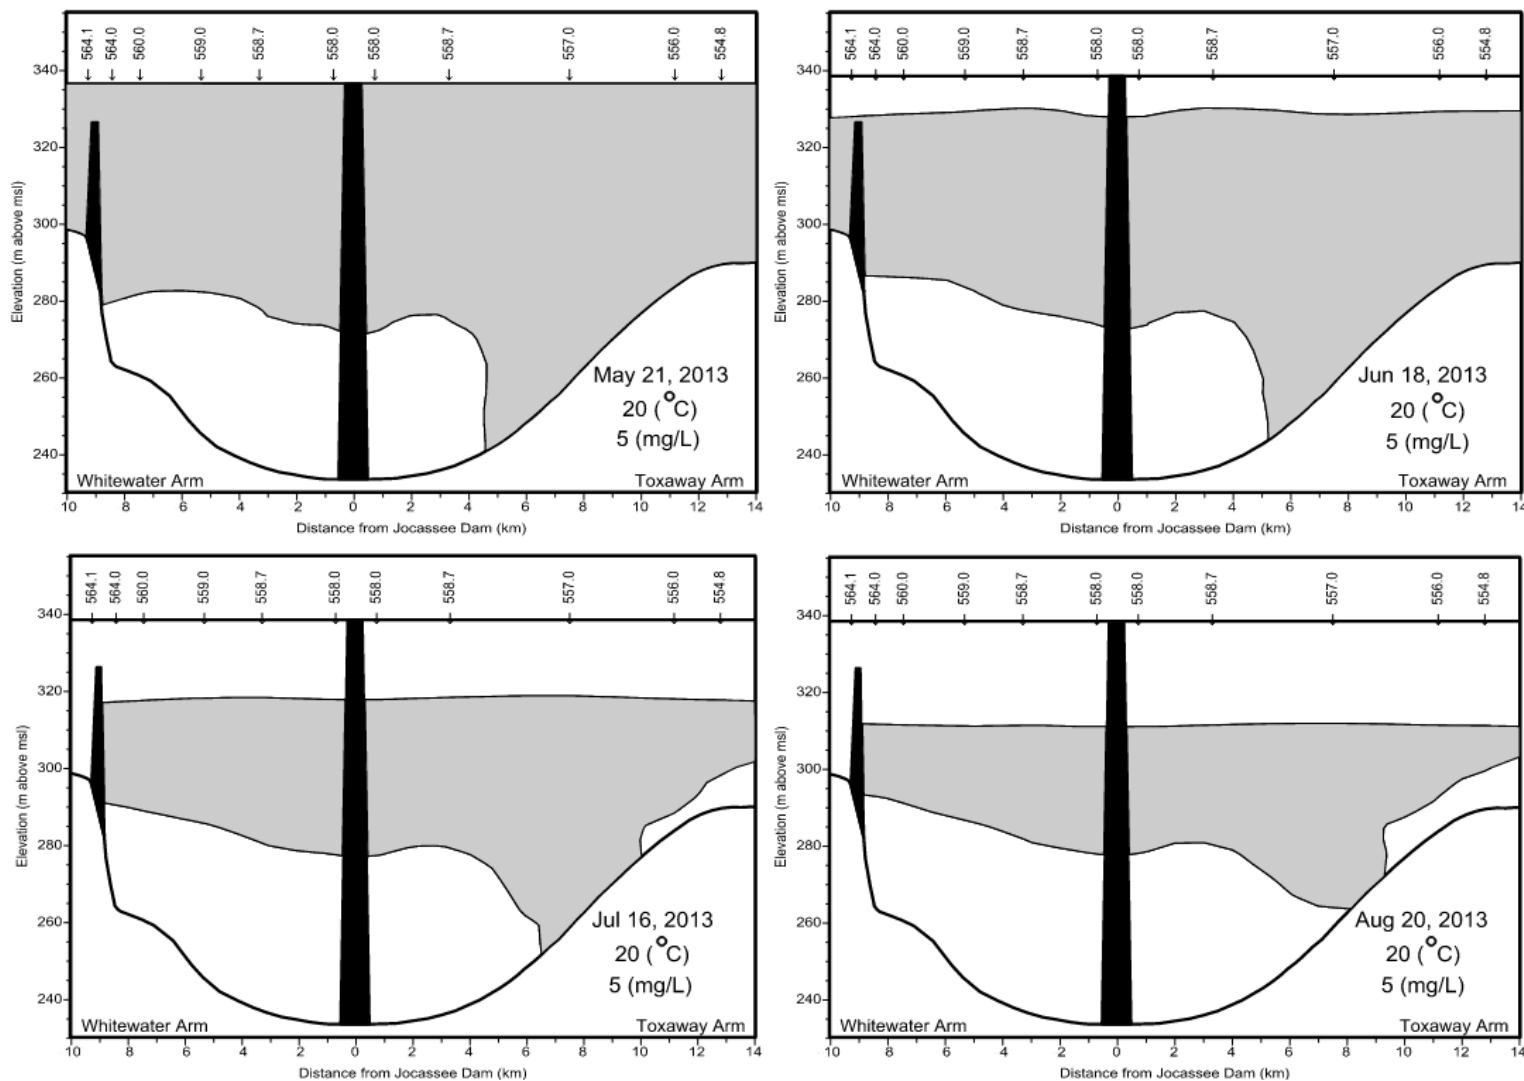 564.1 564.0 560.0 559.0 558.7 558.0 558.0 558.7 557.0 556.0 554.8
340
320
300
280
260
240
Elevation (m above msl)
May 21, 2013
20 (°C)
5 (mg/L)
Whitewater Arm Toxaway Arm
10 8 6 4 2 0 2 4 6 8 10 12 14
Distance from Jocassee Dam (km)
564.1 564.0 560.0 559.0 558.7 558.0 558.0 558.7 557.0 556.0 554.8
340
320
300
280
260
240
Elevation (m above msl)
Jun 18, 2013
20 (°C)
5 (mg/L)
Whitewater Arm Toxaway Arm
10 8 6 4 2 0 2 4 6 8 10 12 14
Distance from Jocassee Dam (km)
564.1 564.0 560.0 559.0 558.7 558.0 558.0 558.7 557.0 556.0 554.8
340
320
300
280
260
240
Elevation (m above msl)
Jul 16, 2013
20 (°C)
5 (mg/L)
Whitewater Arm Toxaway Arm
10 8 6 4 2 0 2 4 6 8 10 12 14
Distance from Jocassee Dam (km)
564.1 564.0 560.0 559.0 558.7 558.0 558.0 558.7 557.0 556.0 554.8
340
320
300
280
260
240
Elevation (m above msl)
Aug 20, 2013
20 (°C)
5 (mg/L)
Whitewater Arm Toxaway Arm
10 8 6 4 2 0 2 4 6 8 10 12 14
Distance from Jocassee Dam (km)